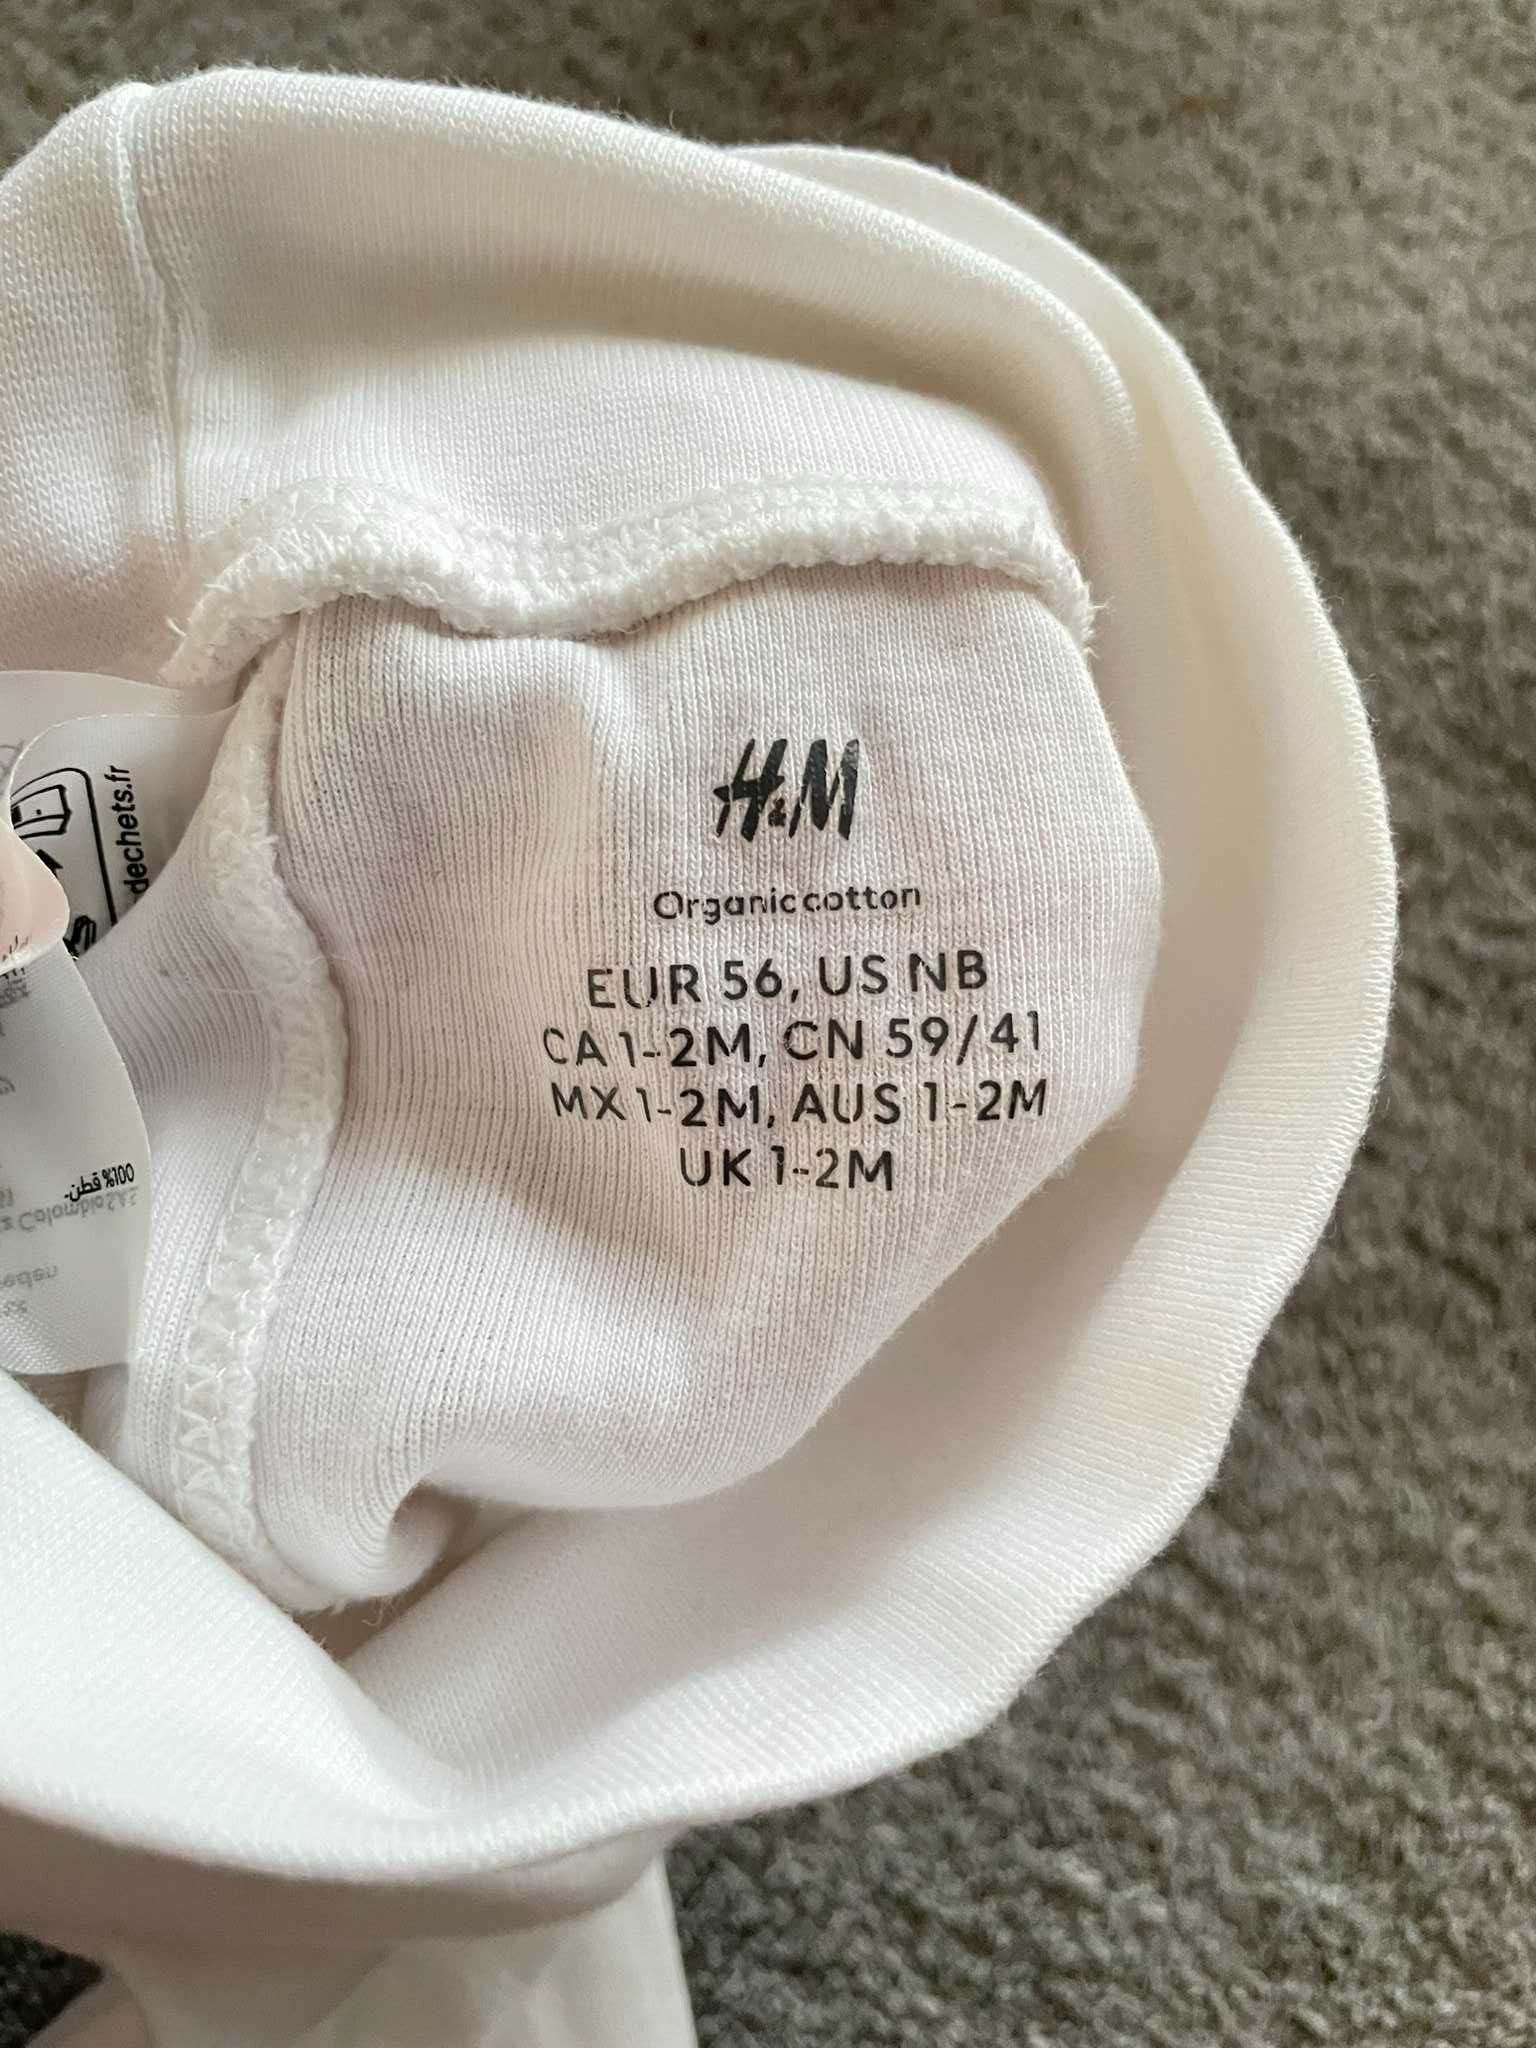 H&M
Organic cotton
EUR 56, US NB
CA 1-2M, CN 59/41
MX 1-2M, AUS 1-2M
UK 1-2M
dechets.fr
100% قطن.